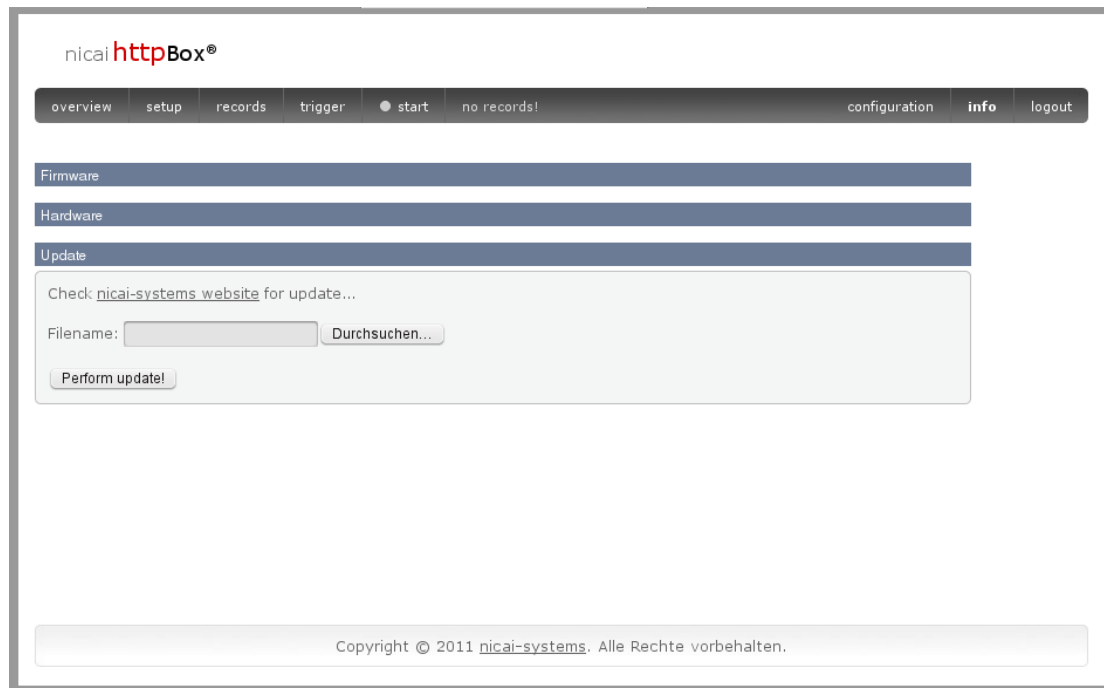 nicai httpBox®
overview setup records trigger start no records! configuration info logout
Firmware
Hardware
Update
Check nicai-systems website for update...
Filename: Durchsuchen...
Perform update!
Copyright © 2011 nicai-systems. Alle Rechte vorbehalten.